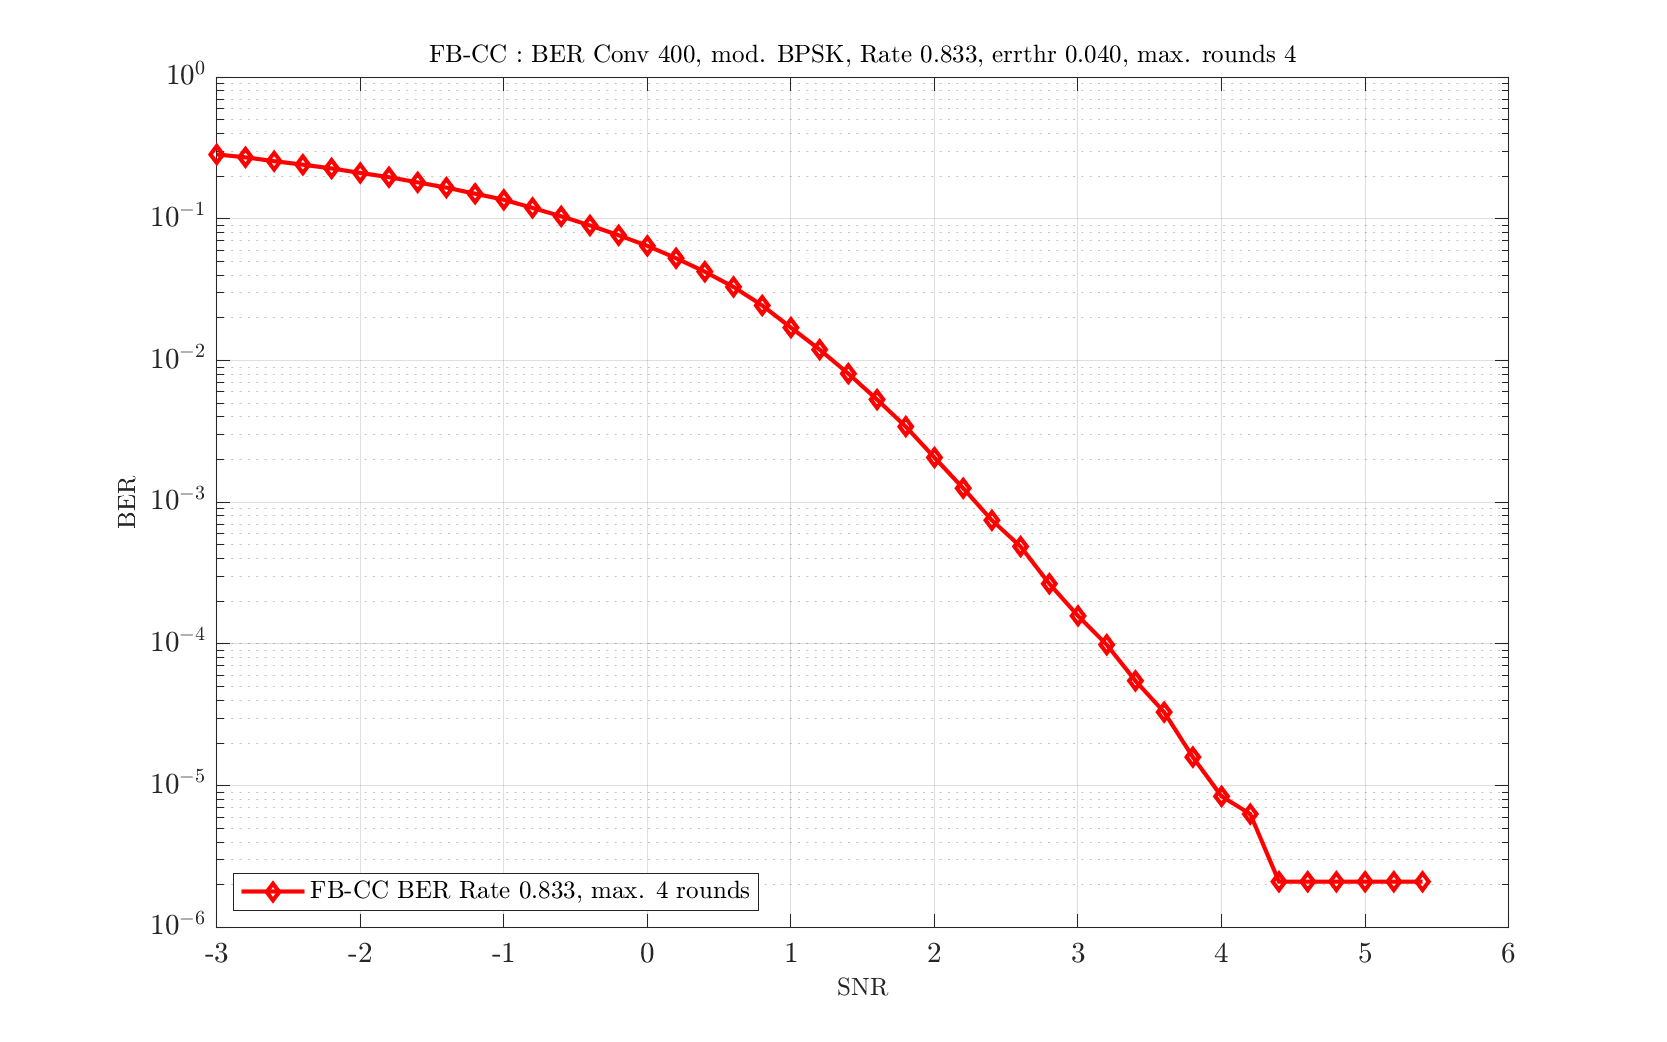 FB-CC : BER Conv 400, mod. BPSK, Rate 0.833, errthr 0.040, max. rounds 4
10^0
10^{-1}
10^{-2}
10^{-3}
10^{-4}
10^{-5}
10^{-6}
BER
FB-CC BER Rate 0.833, max. 4 rounds
-3 -2 -1 0 1 2 3 4 5 6
SNR